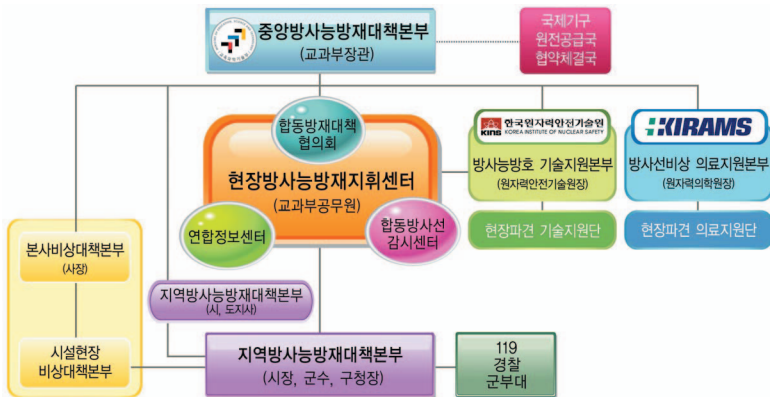 중앙방사능방재대책본부
(교과부장관)
국제기구
원전공급국
협약체결국
합동방재대책
협의회
현장방사능방재지휘센터
(교과부공무원)
연합정보센터
합동방사선
감시센터
KINS 한국원자력안전기술원
KOREA INSTITUTE OF NUCLEAR SAFETY
방사능방호 기술지원본부
(원자력안전기술원장)
현장파견 기술지원단
KIRAMS
방사선비상 의료지원본부
(원자력의학원장)
현장파견 의료지원단
본사비상대책본부
(사장)
시설현장
비상대책본부
지역방사능방재대책본부
(시, 도지사)
지역방사능방재대책본부
(시장, 군수, 구청장)
119
경찰
군부대